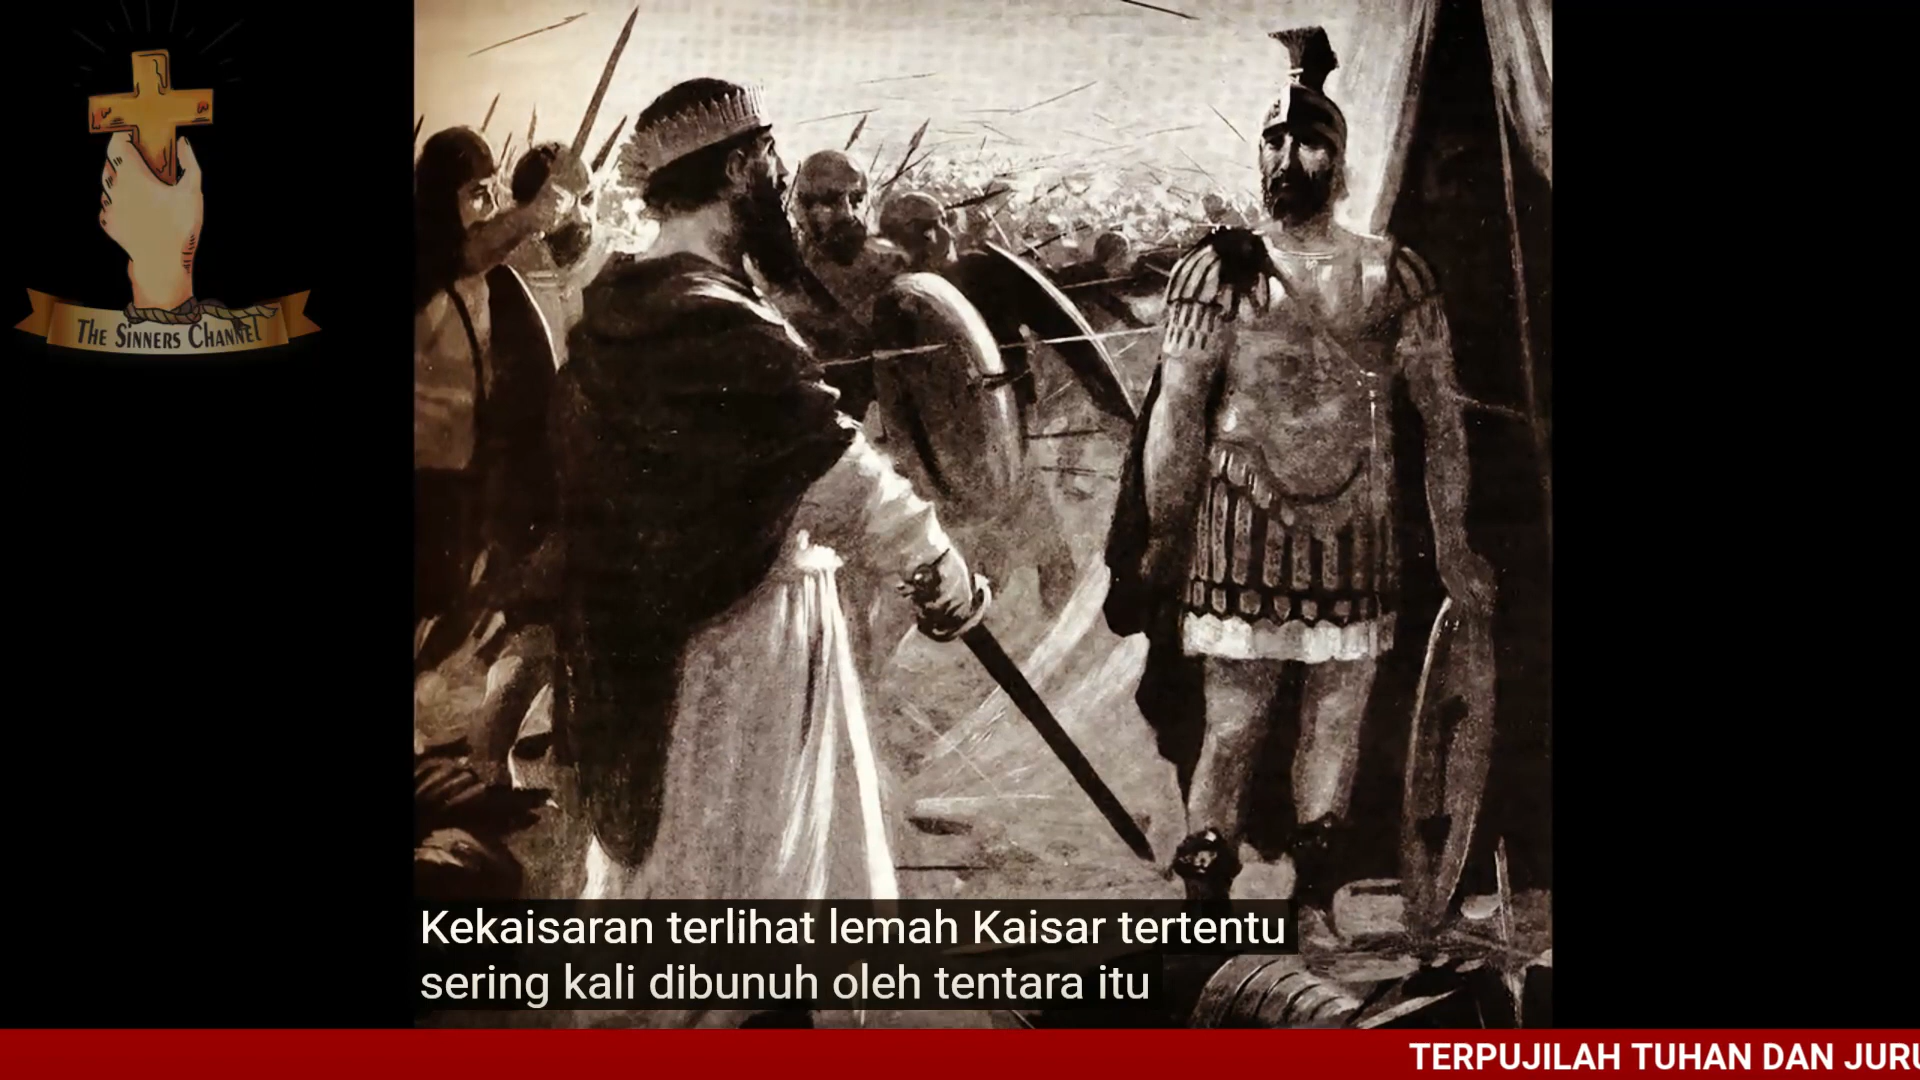 The Sinners Channel
Kekaisaran terlihat lemah Kaisar tertentu
sering kali dibunuh oleh tentara itu
TERPUJILAH TUHAN DAN JURU